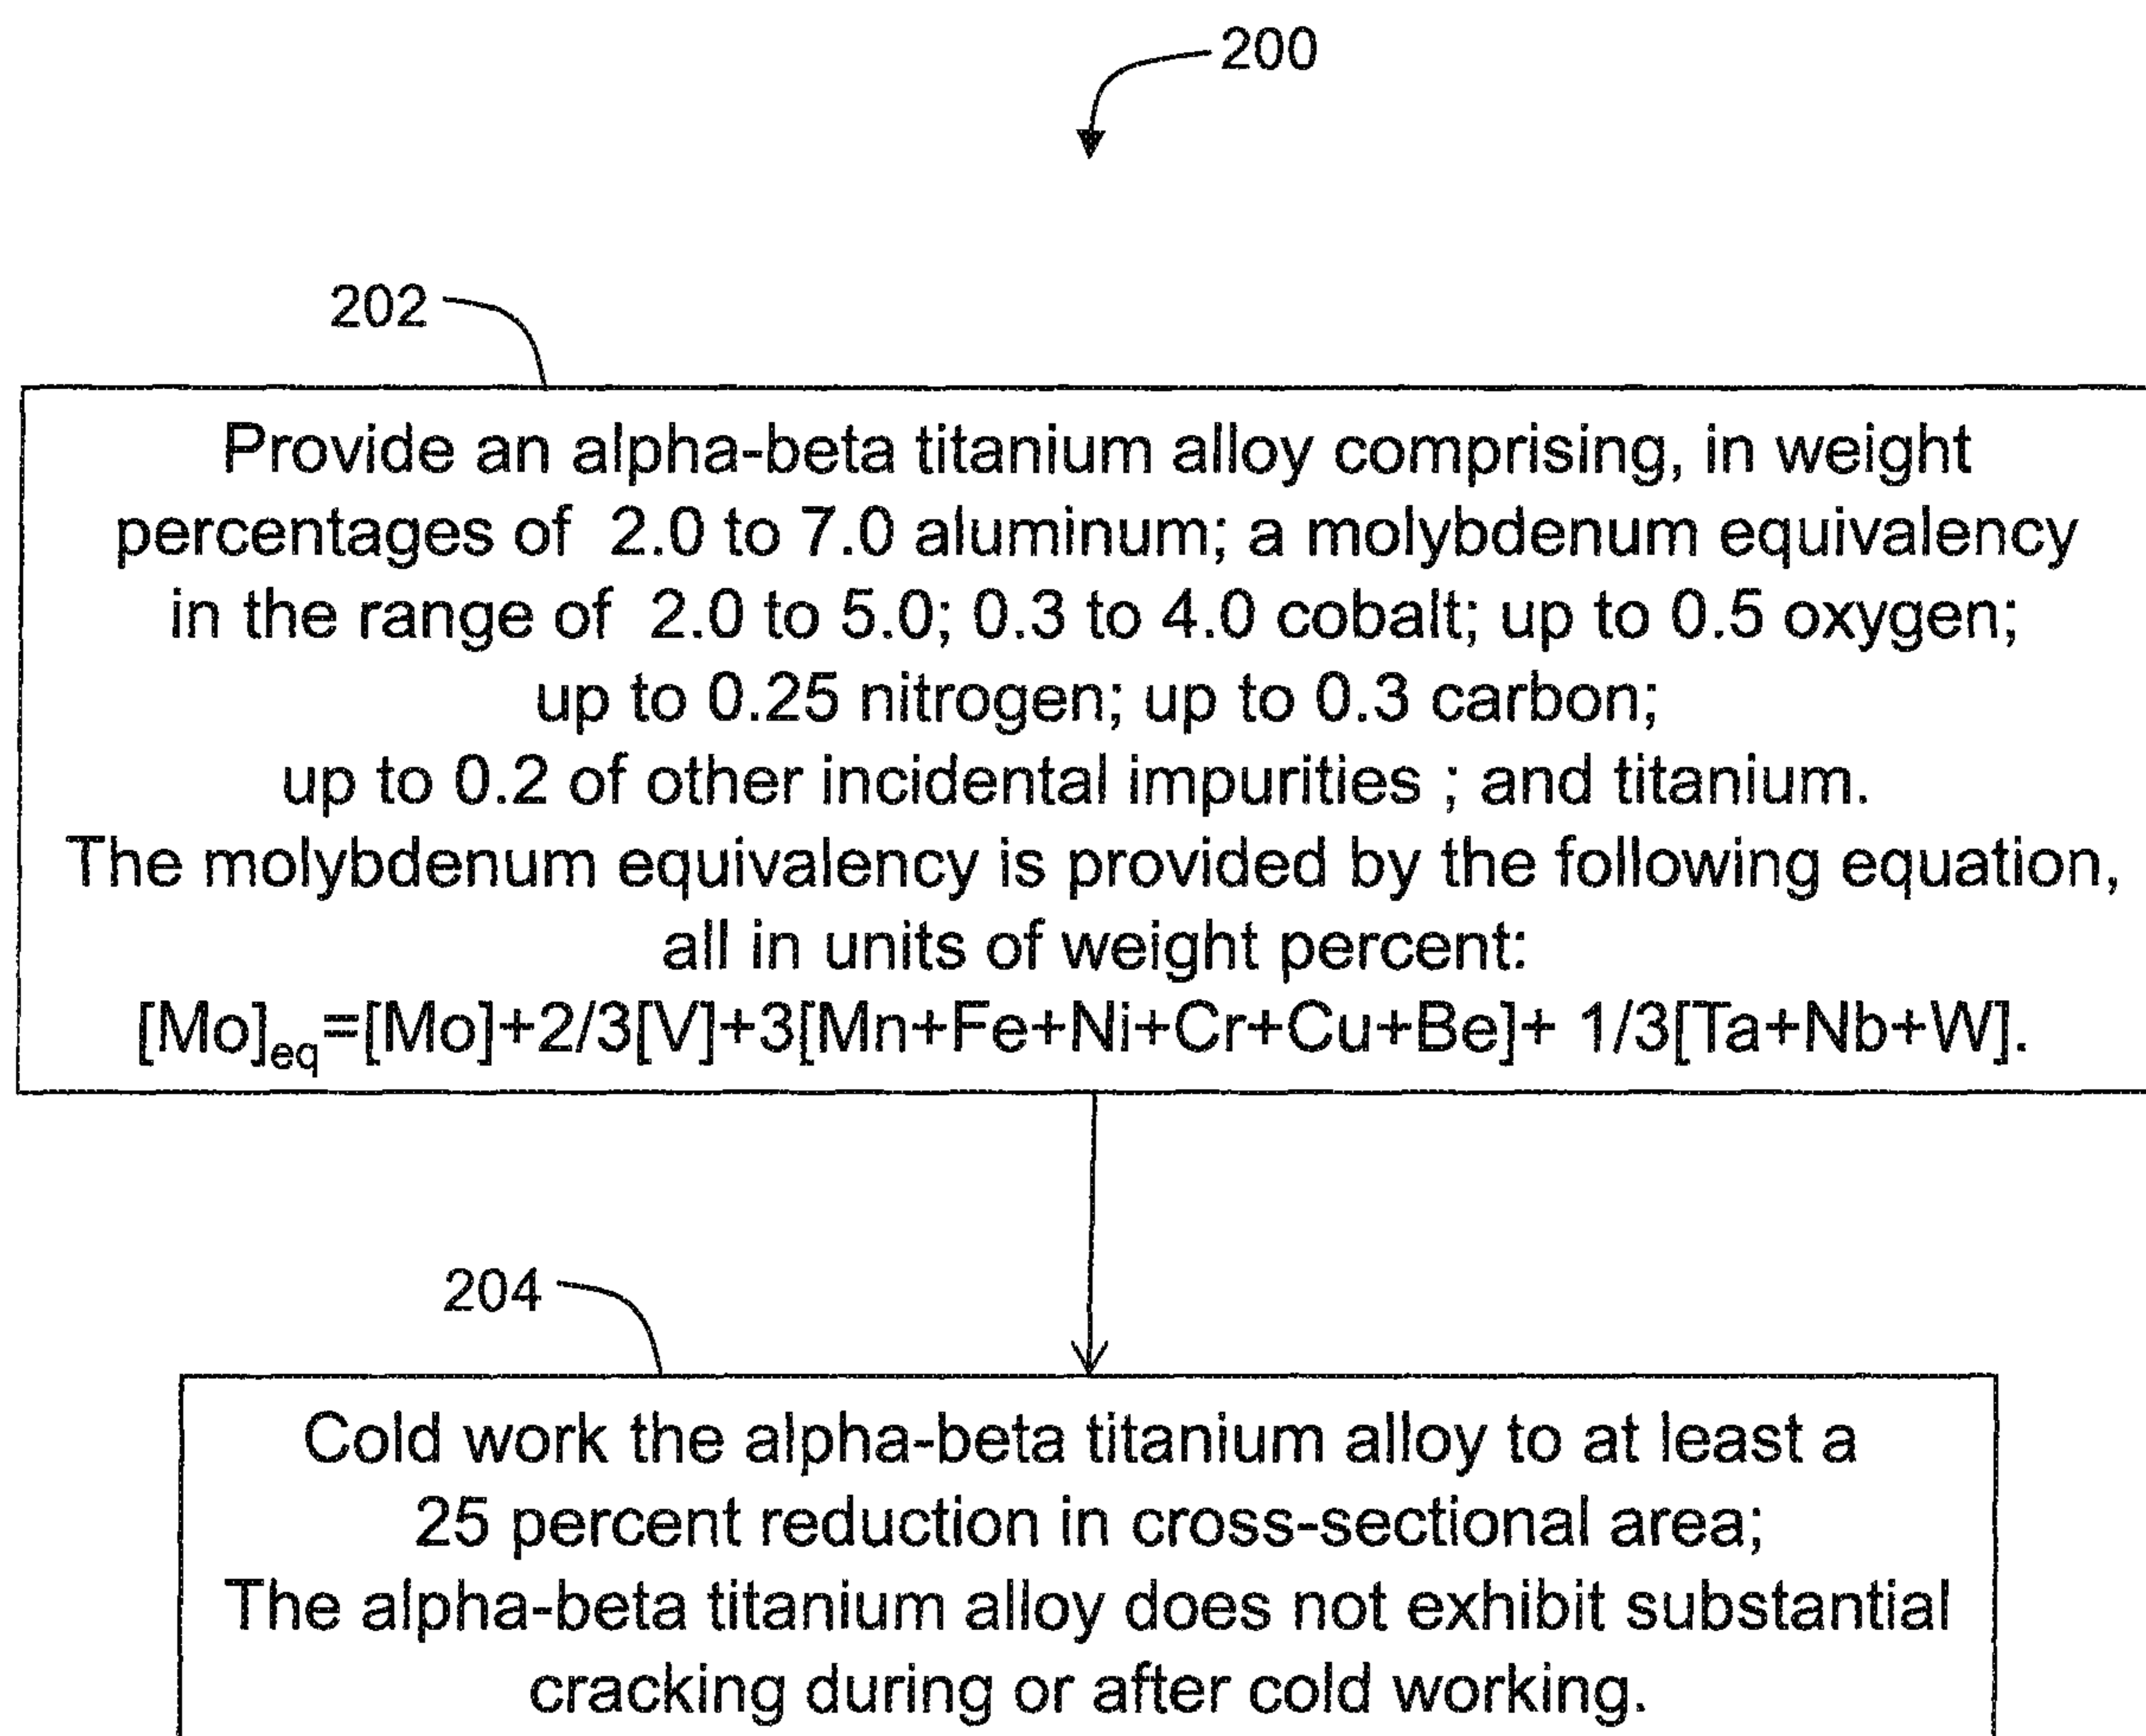 200
202
Provide an alpha-beta titanium alloy comprising, in weight
percentages of 2.0 to 7.0 aluminum; a molybdenum equivalency
in the range of 2.0 to 5.0; 0.3 to 4.0 cobalt; up to 0.5 oxygen;
up to 0.25 nitrogen; up to 0.3 carbon;
up to 0.2 of other incidental impurities ; and titanium.
The molybdenum equivalency is provided by the following equation,
all in units of weight percent:
[Mo]eq=[Mo]+2/3[V]+3[Mn+Fe+Ni+Cr+Cu+Be]+ 1/3[Ta+Nb+W].
204
Cold work the alpha-beta titanium alloy to at least a
25 percent reduction in cross-sectional area;
The alpha-beta titanium alloy does not exhibit substantial
cracking during or after cold working.